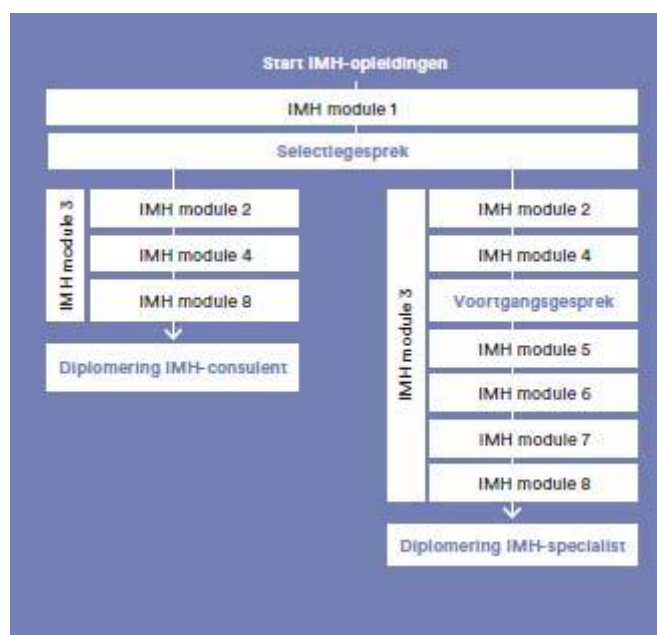 Start IMH-opleidingen
IMH module 1
Selectiegesprek
IMH module 3
IMH module 2
IMH module 4
IMH module 8
Diplomering IMH-consulent
IMH module 3
IMH module 2
IMH module 4
Voortgangsgesprek
IMH module 5
IMH module 6
IMH module 7
IMH module 8
Diplomering IMH-specialist